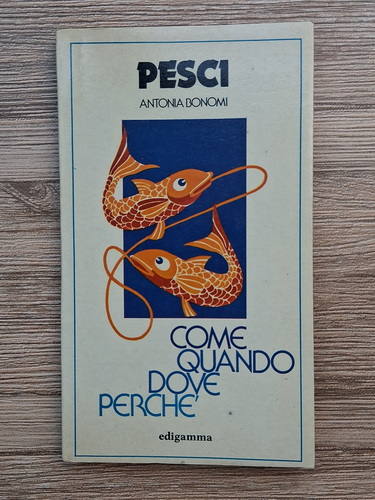 PESCI
ANTONIA BONOMI
COME
QUANDO
DOVE
PERCHE'
edigamma